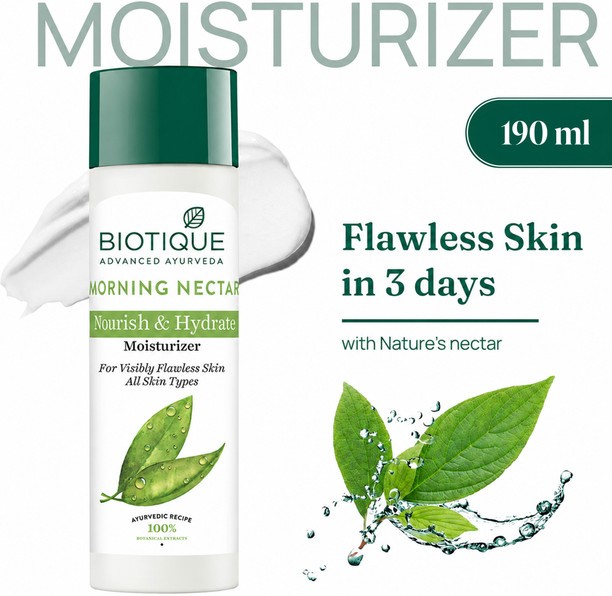 MOISTURIZER
190 ml
BIOTIQUE
ADVANCED AYURVEDA
MORNING NECTAR
Nourish & Hydrate
Moisturizer
For Visibly Flawless Skin
All Skin Types
AYURVEDIC RECIPE
100%
BOTANICAL EXTRACTS
Flawless Skin
in 3 days
with Nature's nectar